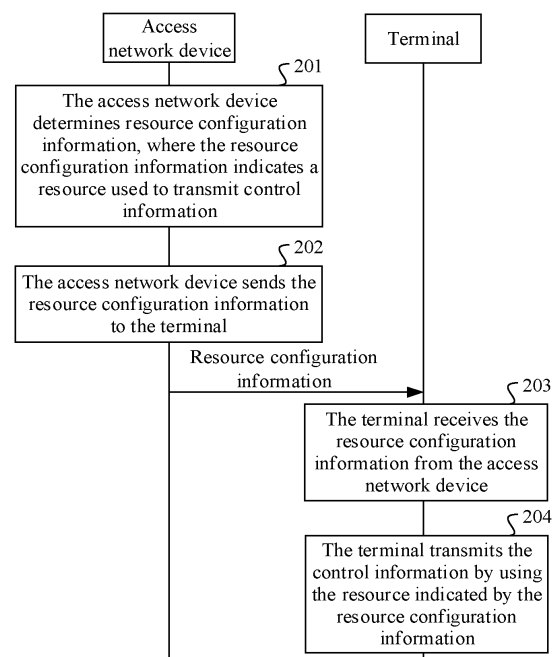 Access
network device
Terminal
201
The access network device
determines resource configuration
information, where the resource
configuration information indicates a
resource used to transmit control
information
202
The access network device sends the
resource configuration information
to the terminal
Resource configuration
information
203
The terminal receives the
resource configuration
information from the access
network device
204
The terminal transmits the
control information by using
the resource indicated by the
resource configuration
information